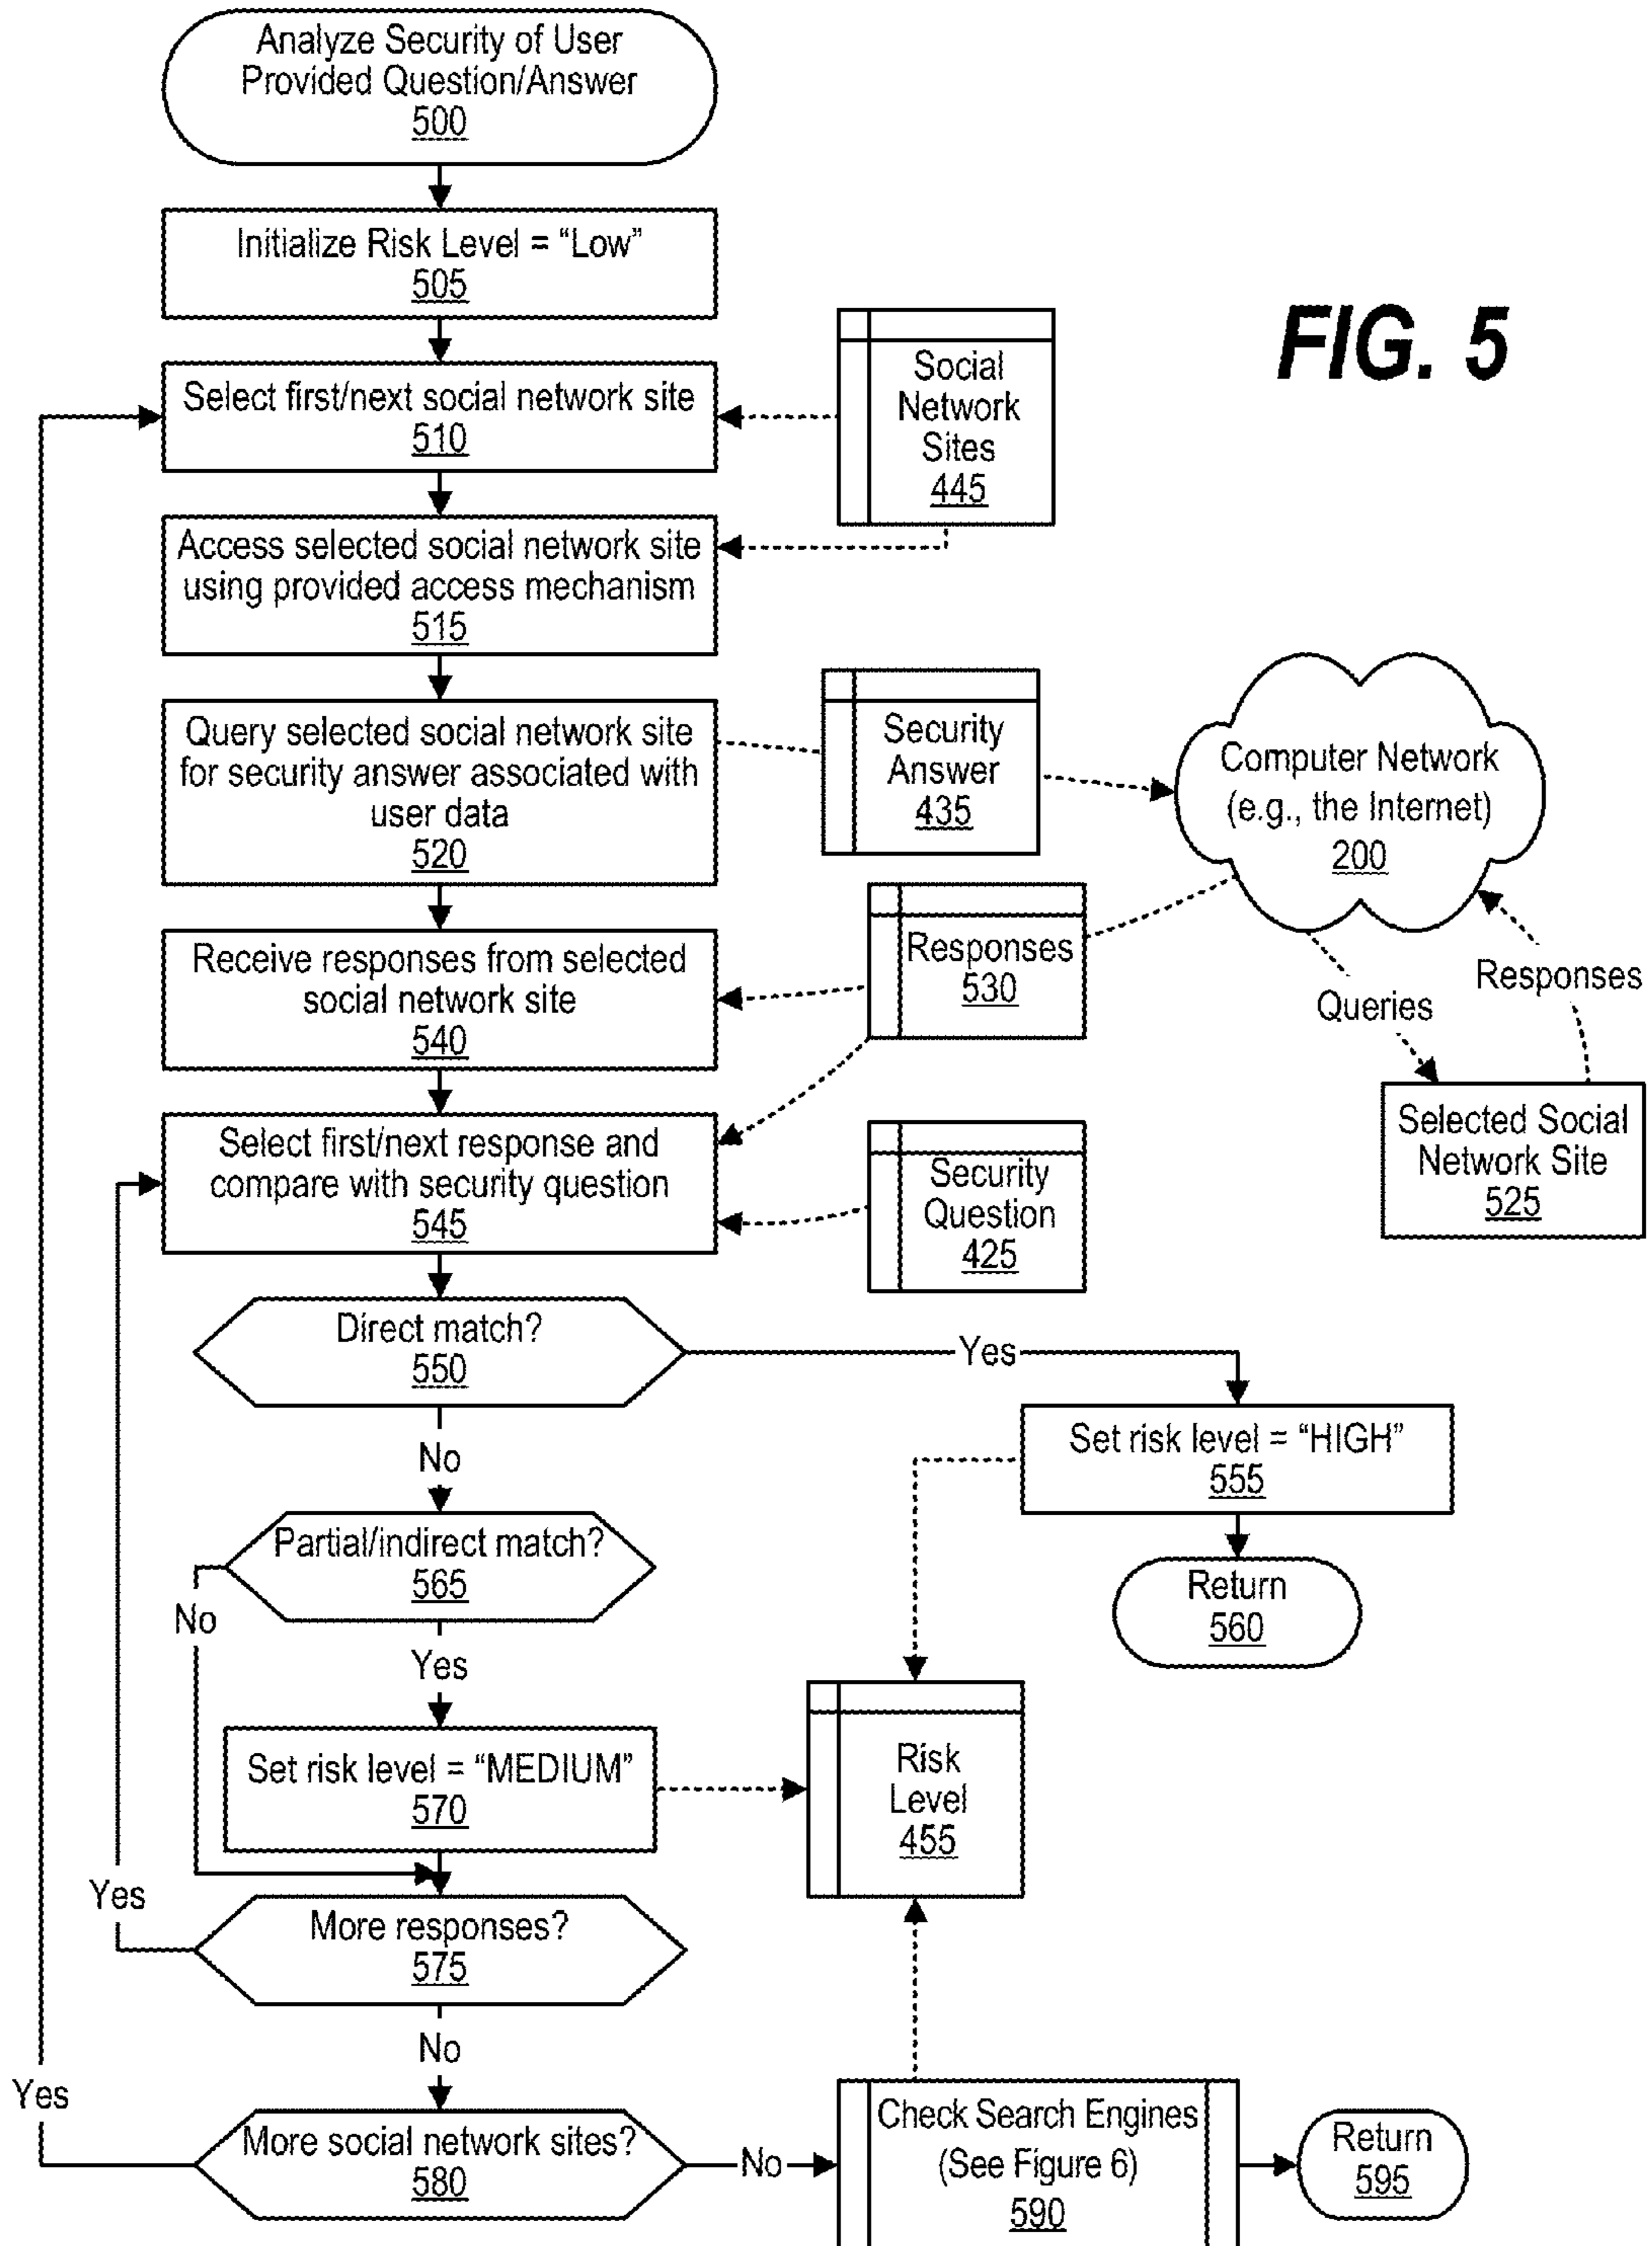 Analyze Security of User
Provided Question/Answer
500
Initialize Risk Level = “Low”
505
FIG. 5
Select first/next social network site
510
Social
Network
Sites
445
Access selected social network site
using provided access mechanism
515
Query selected social network site
for security answer associated with
user data
520
Security
Answer
435
Computer Network
(e.g., the Internet)
200
Receive responses from selected
social network site
540
Responses
530
Queries
Responses
Selected Social
Network Site
525
Select first/next response and
compare with security question
545
Security
Question
425
Direct match?
550
Yes
No
Set risk level = “HIGH”
555
Return
560
Partial/indirect match?
565
No
Yes
Set risk level = “MEDIUM”
570
Risk
Level
455
Yes
More responses?
575
No
Yes
More social network sites?
580
No
Check Search Engines
(See Figure 6)
590
Return
595